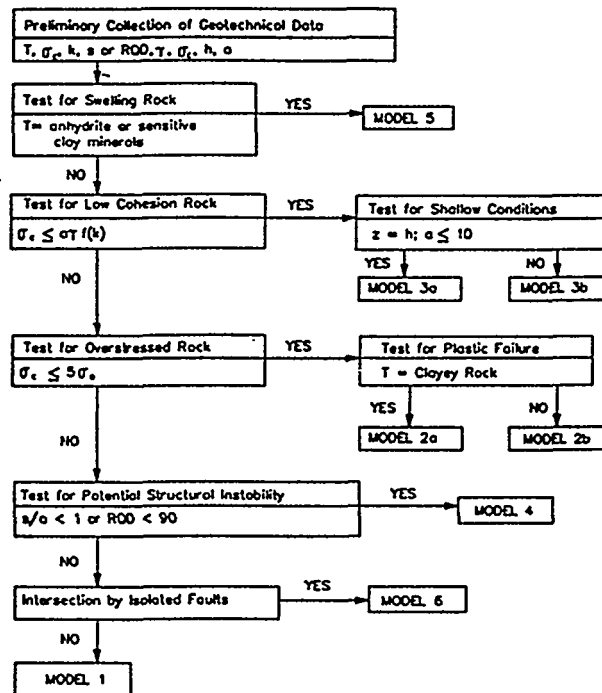 Preliminary Collection of Geotechnical Data
T, σc, k, s or RQD, γ, σc, h, a
Test for Swelling Rock
T= anhydrite or sensitive
clay minerals
YES
MODEL 5
NO
Test for Low Cohesion Rock
σc ≤ aγ f(k)
YES
Test for Shallow Conditions
z = h; a ≤ 10
NO
YES
NO
MODEL 3a
MODEL 3b
Test for Overstressed Rock
σc ≤ 5σo
YES
Test for Plastic Failure
T = Clayey Rock
NO
YES
NO
MODEL 2a
MODEL 2b
Test for Potential Structural Instability
s/a < 1 or RQD < 90
YES
MODEL 4
NO
Intersection by Isolated Faults
YES
MODEL 6
NO
MODEL 1